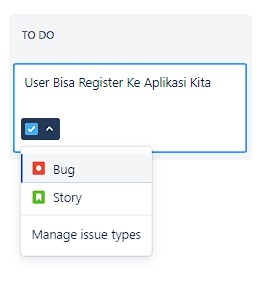 TO DO
User Bisa Register Ke Aplikasi Kita
Bug
Story
Manage issue types